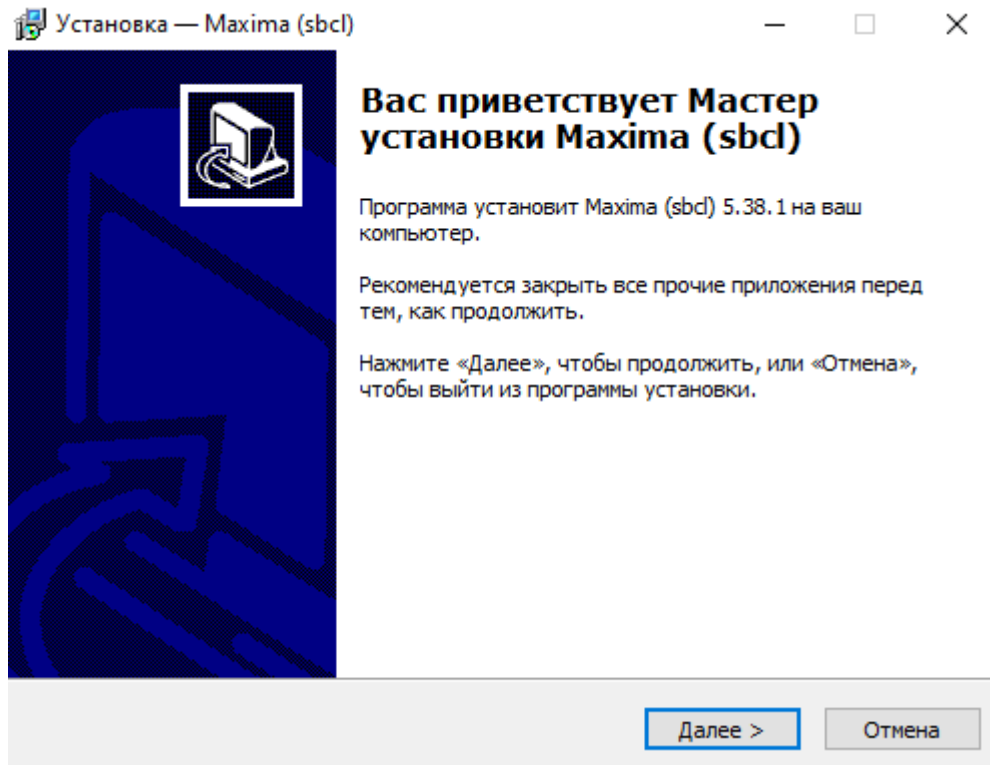 Установка — Maxima (sbcl)
Вас приветствует Мастер
установки Maxima (sbcl)
Программа установит Maxima (sbcl) 5.38.1 на ваш
компьютер.
Рекомендуется закрыть все прочие приложения перед
тем, как продолжить.
Нажмите «Далее», чтобы продолжить, или «Отмена»,
чтобы выйти из программы установки.
Далее >
Отмена